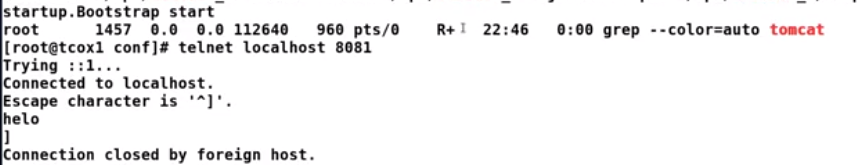 startup.Bootstrap start
root      1457  0.0  0.0 112640   960 pts/0    R+   22:46   0:00 grep --color=auto tomcat
[root@tcox1 conf]# telnet localhost 8081
Trying ::1...
Connected to localhost.
Escape character is '^]'.
helo
]
Connection closed by foreign host.